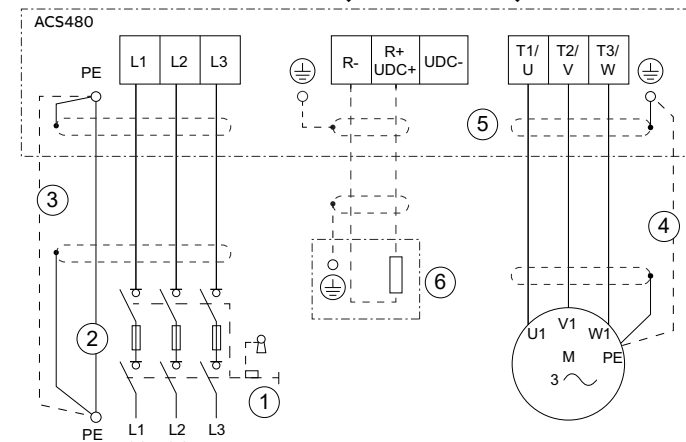 ACS480
PE
L1
L2
L3
R-
R+
UDC+
UDC-
T1/
U
T2/
V
T3/
W
5
3
4
6
2
1
U1
V1
W1
M
PE
3
PE
L1
L2
L3